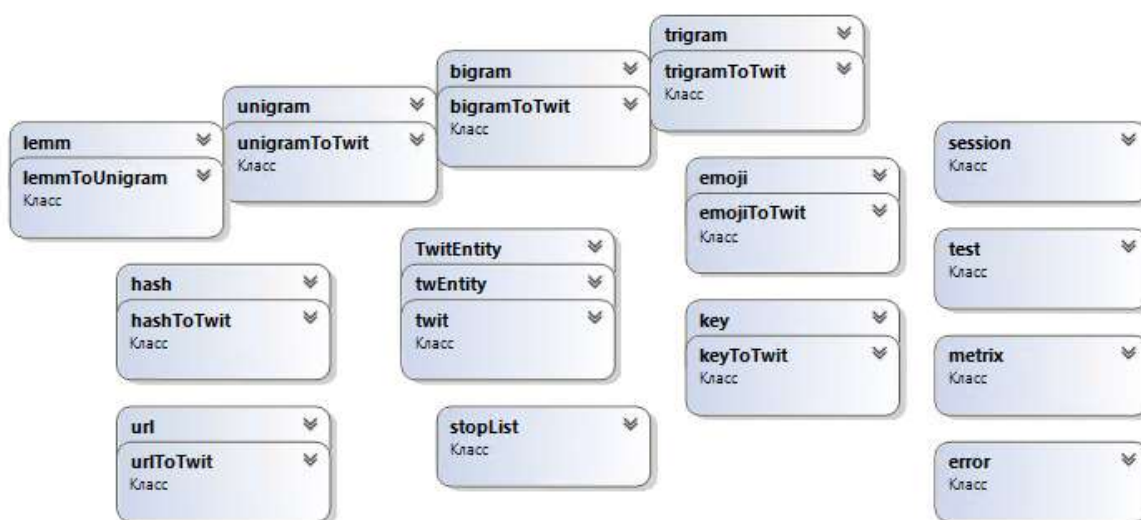 trigram
trigramToTwit
Класс
bigram
bigramToTwit
Класс
unigram
unigramToTwit
Класс
lemm
lemmToUnigram
Класс
session
Класс
emoji
emojiToTwit
Класс
TwitEntity
twEntity
twit
Класс
test
Класс
hash
hashToTwit
Класс
key
keyToTwit
Класс
metrix
Класс
url
urlToTwit
Класс
stopList
Класс
error
Класс